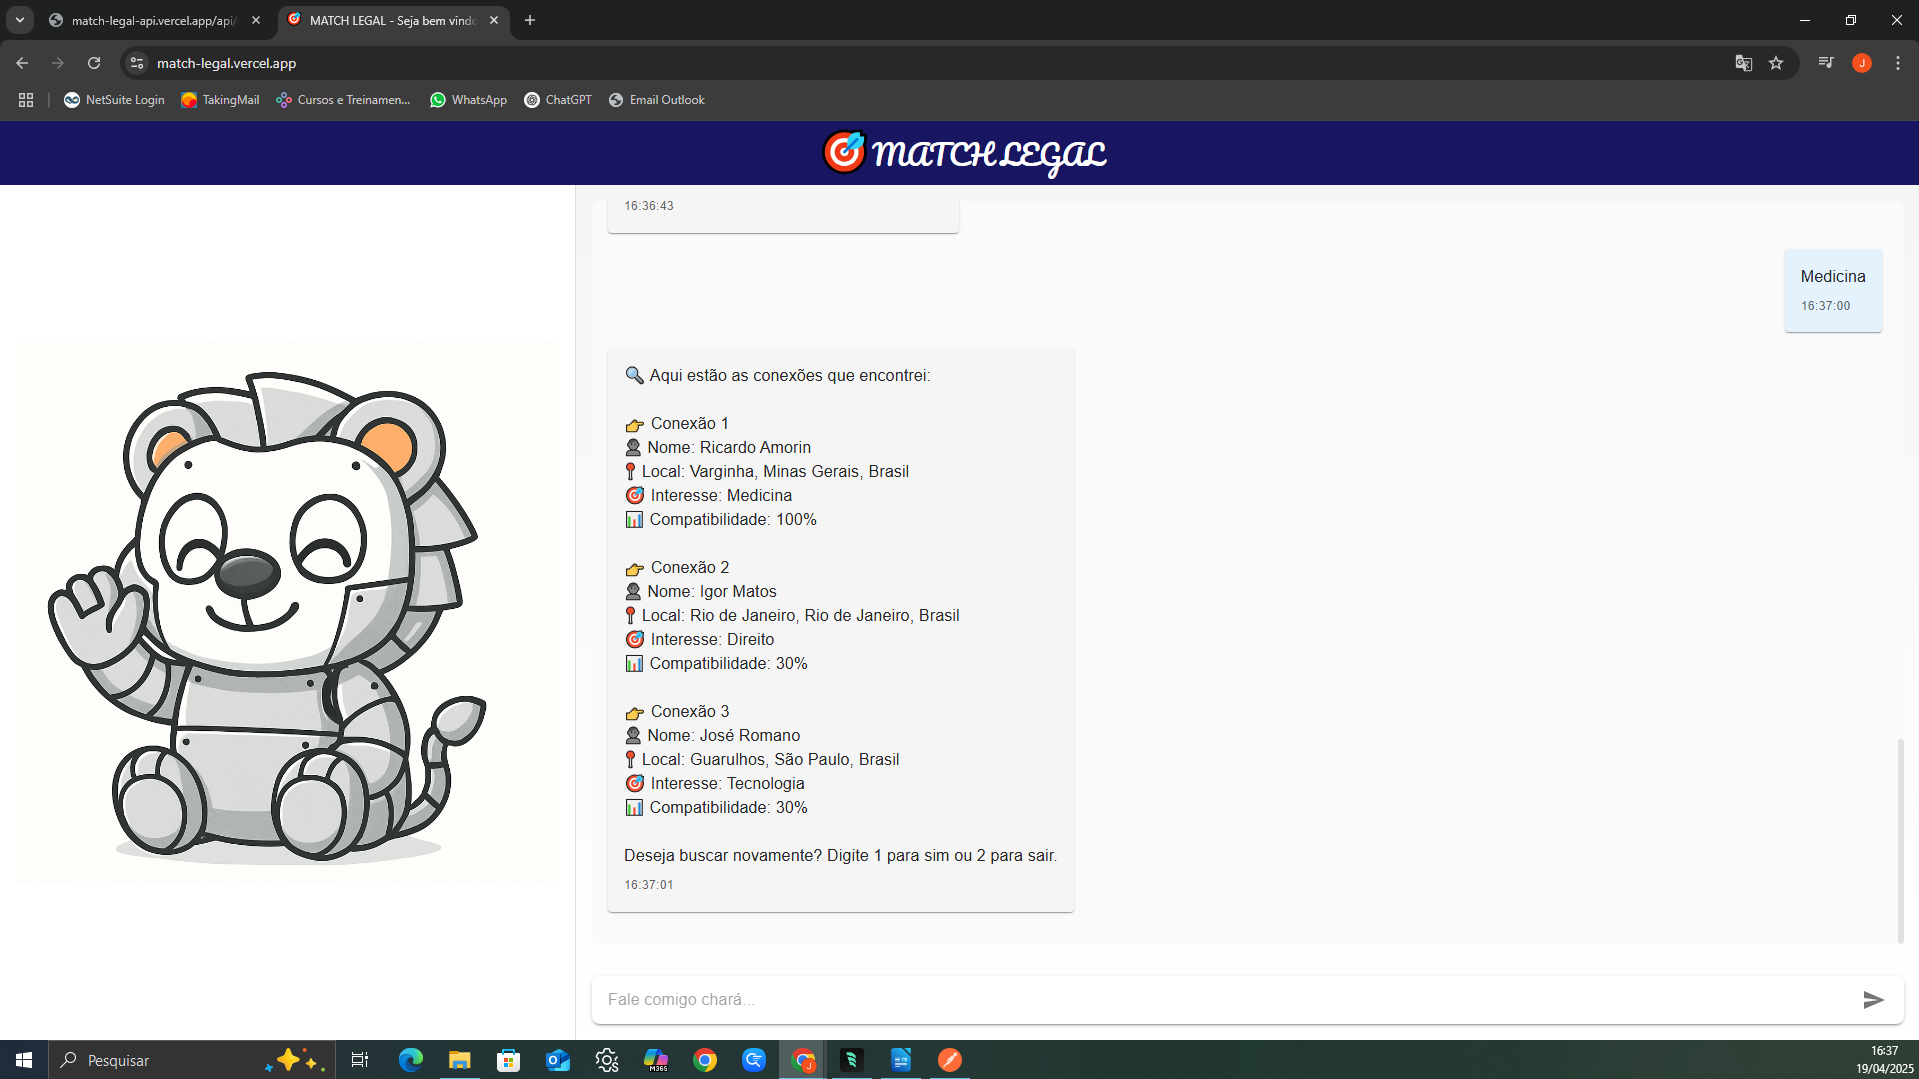 match-legal-api.vercel.app/api/
MATCH LEGAL - Seja bem vindo
match-legal.vercel.app
J
NetSuite Login
TakingMail
Cursos e Treinamen...
WhatsApp
ChatGPT
Email Outlook
MATCH LEGAL
16:36:43
Medicina
16:37:00
Aqui estão as conexões que encontrei:
Conexão 1
Nome: Ricardo Amorin
Local: Varginha, Minas Gerais, Brasil
Interesse: Medicina
Compatibilidade: 100%
Conexão 2
Nome: Igor Matos
Local: Rio de Janeiro, Rio de Janeiro, Brasil
Interesse: Direito
Compatibilidade: 30%
Conexão 3
Nome: José Romano
Local: Guarulhos, São Paulo, Brasil
Interesse: Tecnologia
Compatibilidade: 30%
Deseja buscar novamente? Digite 1 para sim ou 2 para sair.
16:37:01
Fale comigo chará...
Pesquisar
M365
J
16:37
19/04/2025